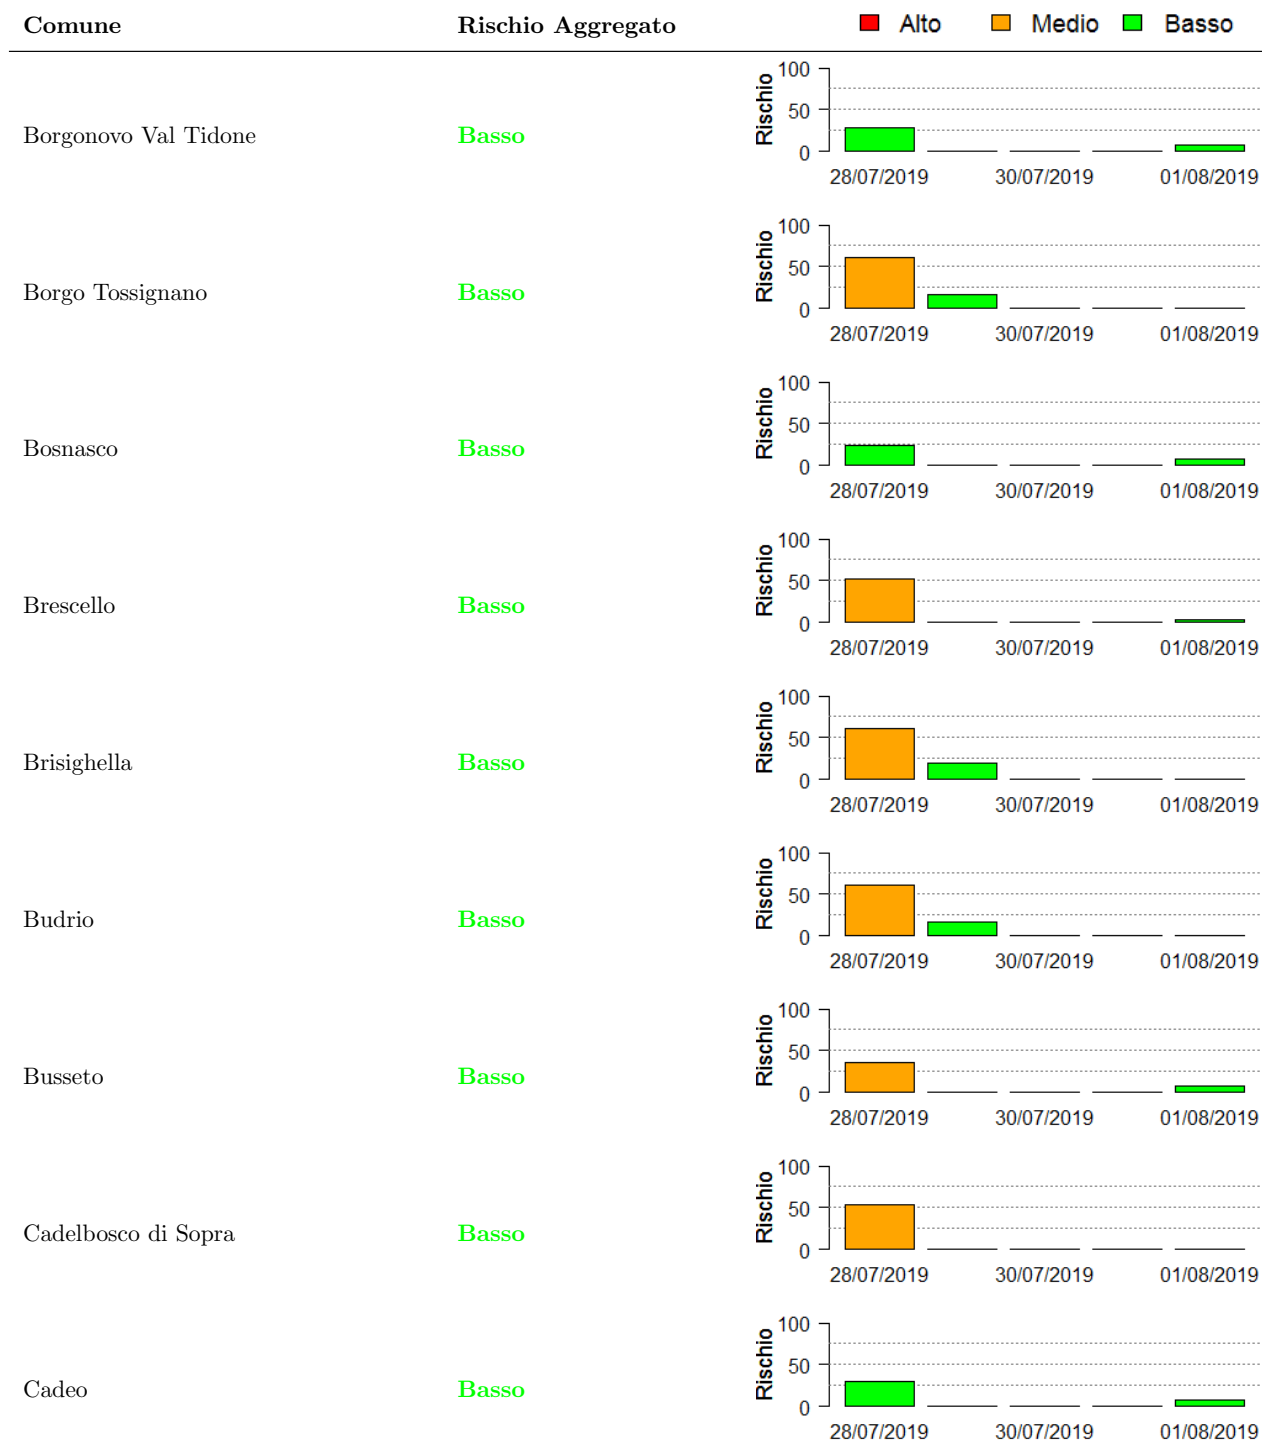 Comune Rischio Aggregato Alto Medio Basso
100
50
0
Rischio
Borgonovo Val Tidone Basso
28/07/2019 30/07/2019 01/08/2019
100
50
0
Rischio
Borgo Tossignano Basso
28/07/2019 30/07/2019 01/08/2019
100
50
0
Rischio
Bosnasco Basso
28/07/2019 30/07/2019 01/08/2019
100
50
0
Rischio
Brescello Basso
28/07/2019 30/07/2019 01/08/2019
100
50
0
Rischio
Brisighella Basso
28/07/2019 30/07/2019 01/08/2019
100
50
0
Rischio
Budrio Basso
28/07/2019 30/07/2019 01/08/2019
100
50
0
Rischio
Busseto Basso
28/07/2019 30/07/2019 01/08/2019
100
50
0
Rischio
Cadelbosco di Sopra Basso
28/07/2019 30/07/2019 01/08/2019
100
50
0
Rischio
Cadeo Basso
28/07/2019 30/07/2019 01/08/2019